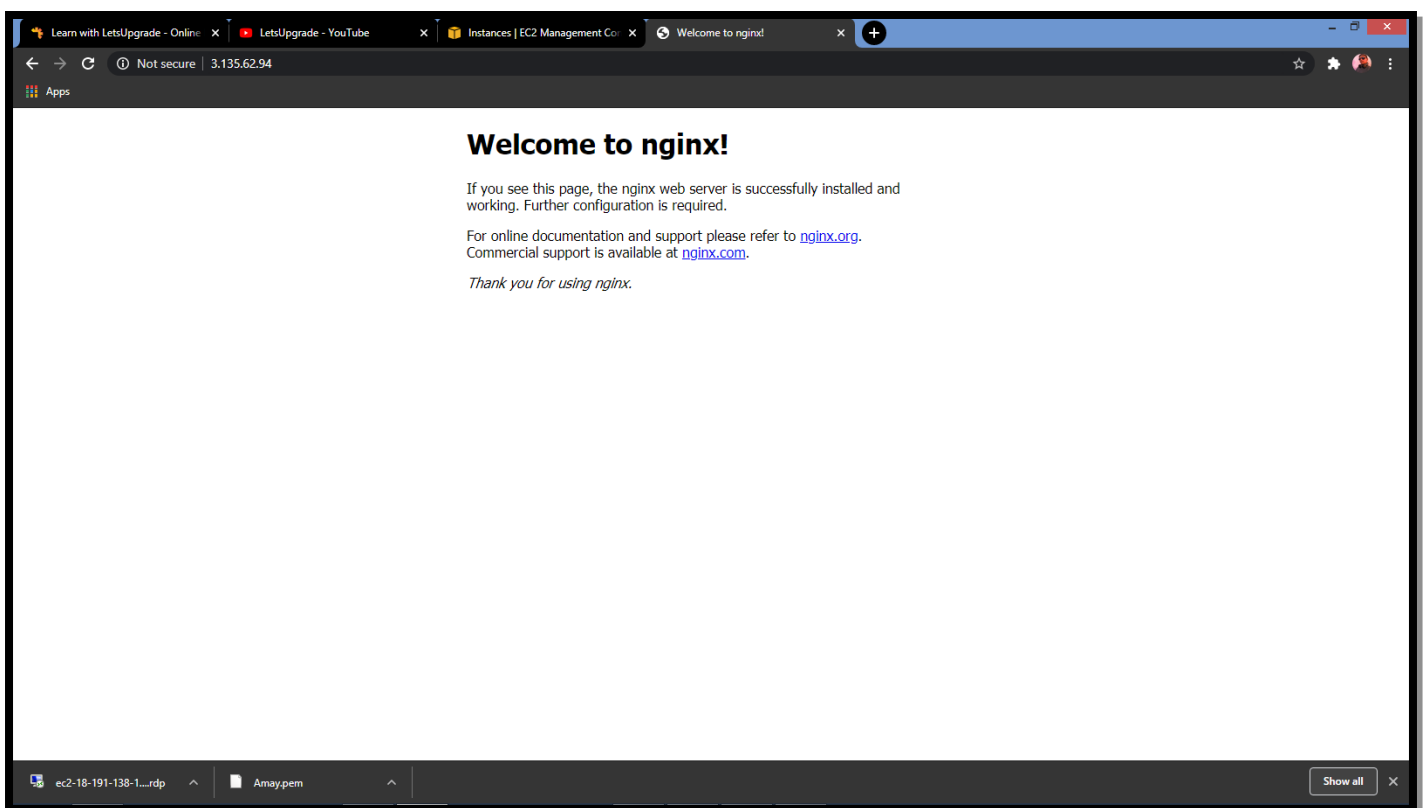 Learn with LetsUpgrade - Online
LetsUpgrade - YouTube
Instances | EC2 Management Cor
Welcome to nginx!
Not secure | 3.135.62.94
Apps
Welcome to nginx!
If you see this page, the nginx web server is successfully installed and
working. Further configuration is required.
For online documentation and support please refer to nginx.org.
Commercial support is available at nginx.com.
Thank you for using nginx.
ec2-18-191-138-1....rdp
Amay.pem
Show all